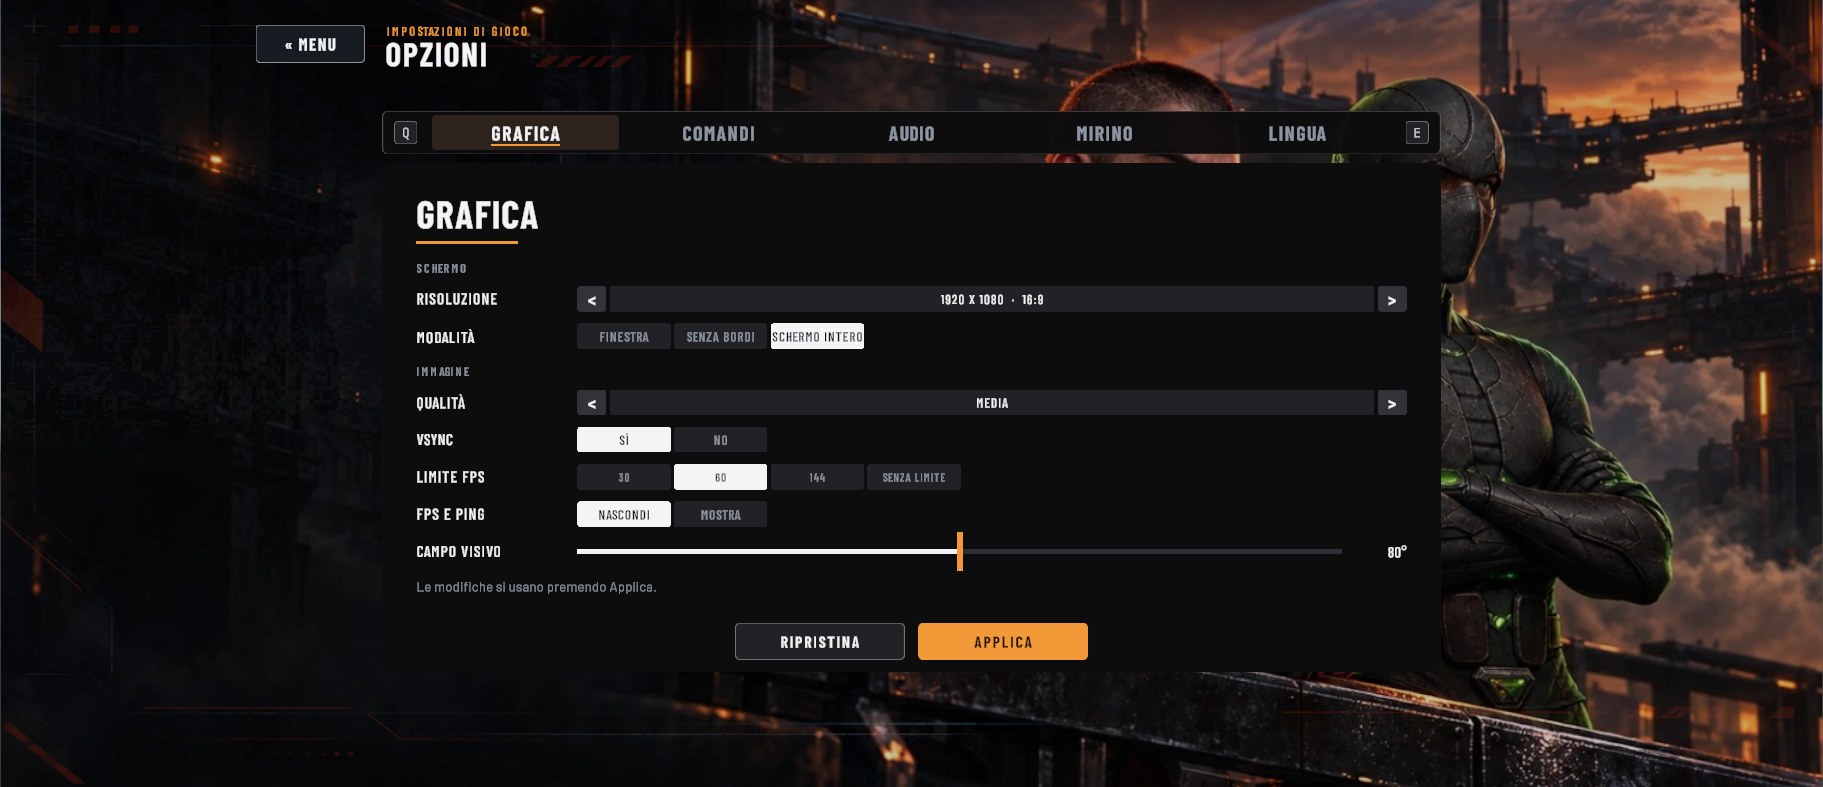 « MENU
IMPOSTAZIONI DI GIOCO
OPZIONI
Q GRAFICA COMANDI AUDIO MIRINO LINGUA E
GRAFICA
SCHERMO
RISOLUZIONE < 1920 X 1080 · 16:9 >
MODALITÀ FINESTRA SENZA BORDI SCHERMO INTERO
IMMAGINE
QUALITÀ < MEDIA >
VSYNC SÌ NO
LIMITE FPS 30 60 144 SENZA LIMITE
FPS E PING NASCONDI MOSTRA
CAMPO VISIVO 80°
Le modifiche si usano premendo Applica.
RIPRISTINA APPLICA